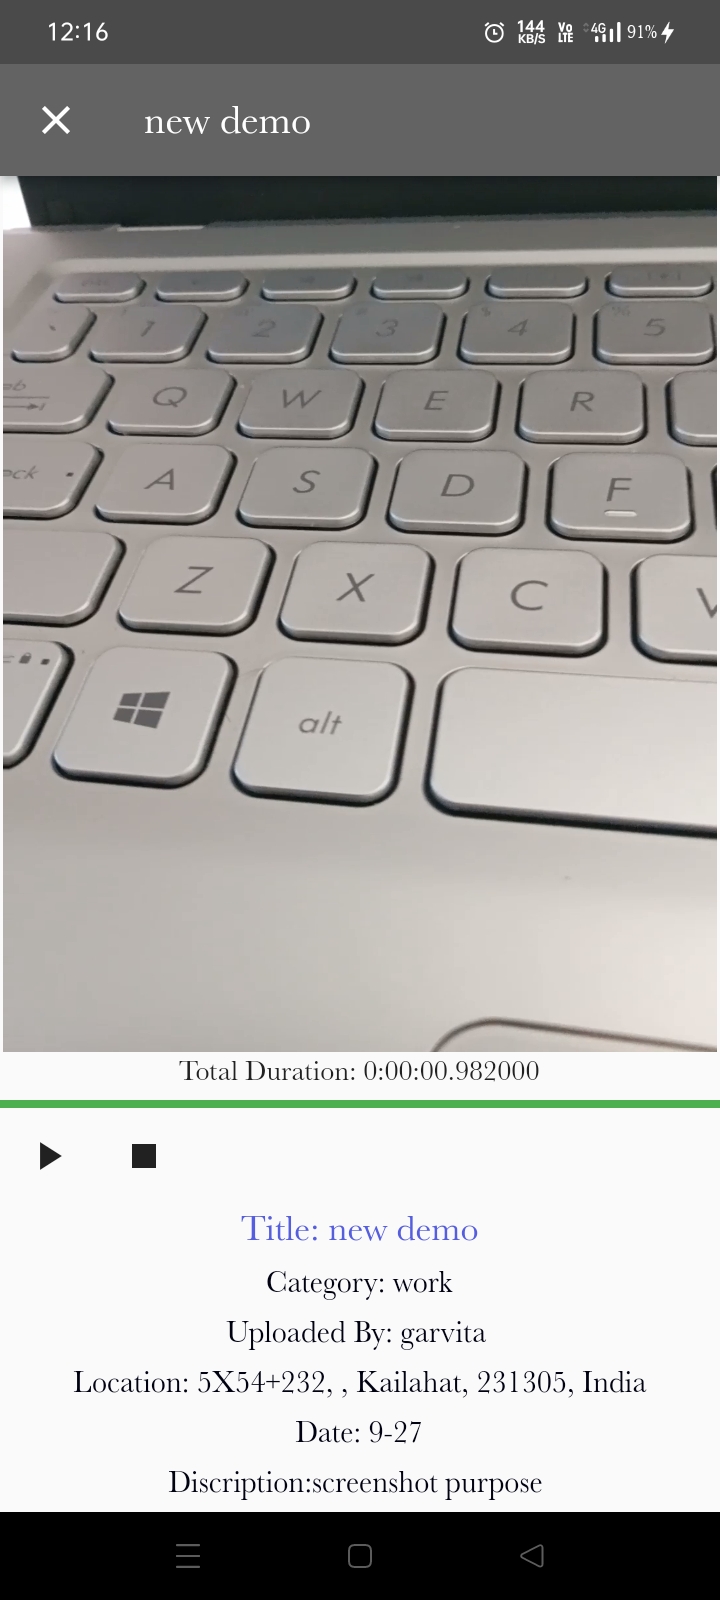 12:16
144 KB/S Vo LTE 4G 91%
new demo
1 2 3 4 5
ab
Q W E R
ock A S D F
Z X C V
alt
Total Duration: 0:00:00.982000
Title: new demo
Category: work
Uploaded By: garvita
Location: 5X54+232, , Kailahat, 231305, India
Date: 9-27
Discription:screenshot purpose